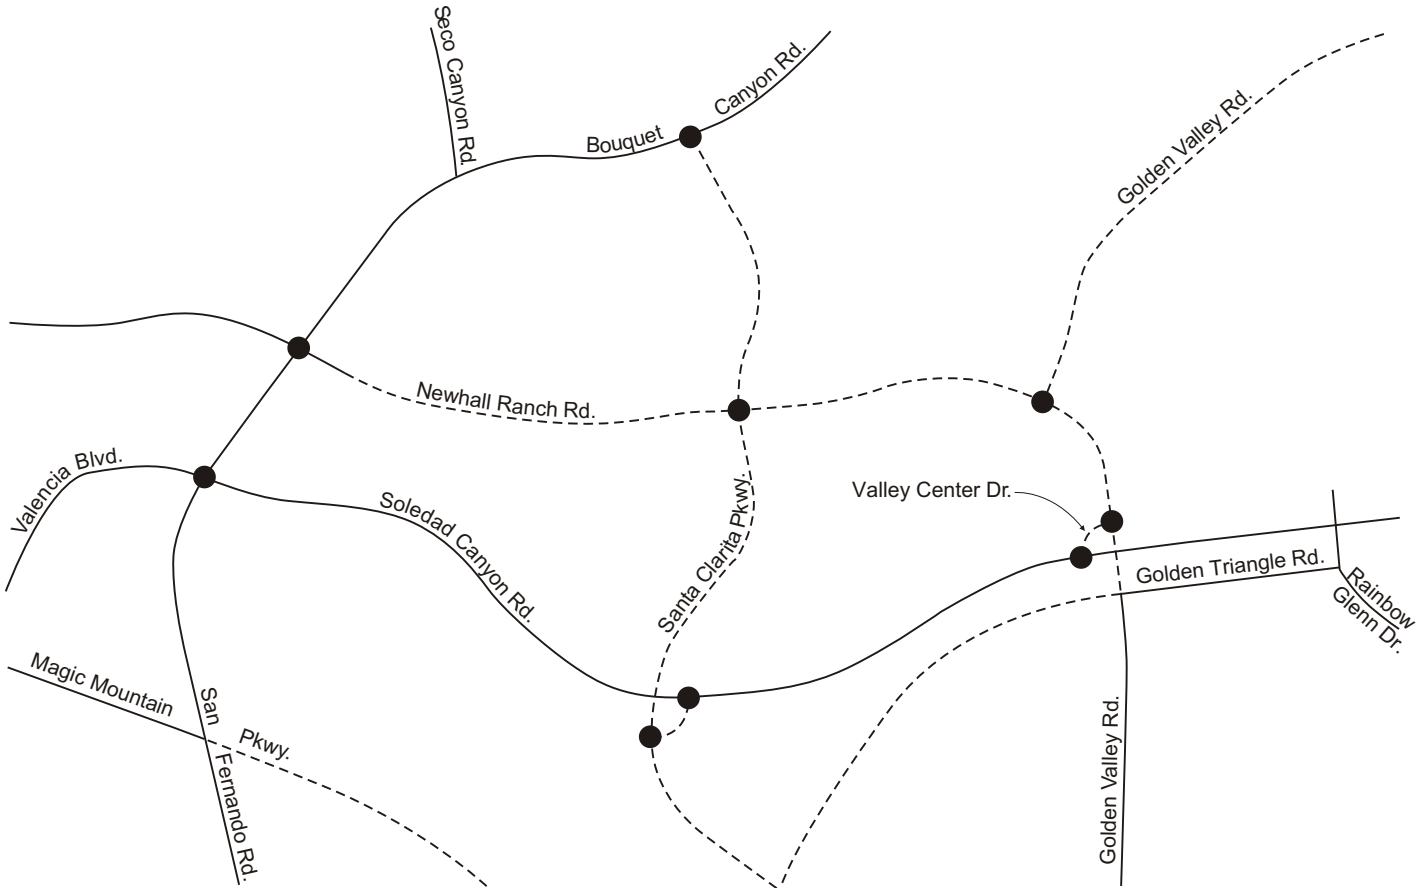 Seco Canyon Rd.
Bouquet
Canyon Rd.
Golden Valley Rd.
Newhall Ranch Rd.
Valencia Blvd.
Soledad Canyon Rd.
Santa Clarita Pkwy.
Valley Center Dr.
Golden Triangle Rd.
Rainbow
Glenn Dr.
Magic Mountain
Pkwy.
San
Fernando Rd.
Golden Valley Rd.